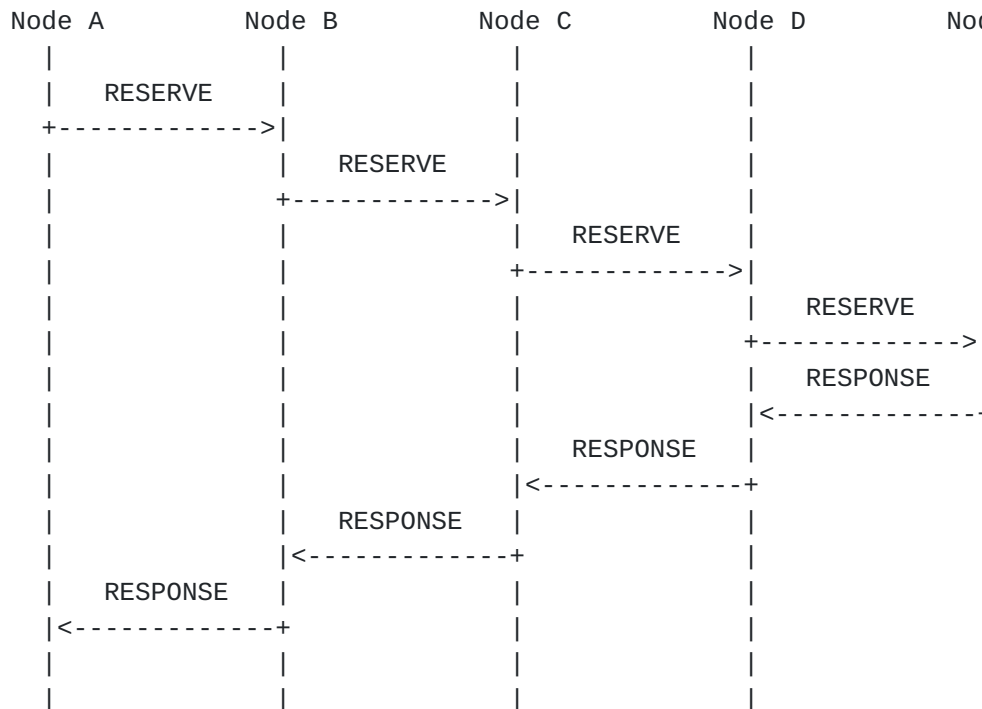 Node A Node B Node C Node D
RESERVE
RESERVE
RESERVE
RESERVE
RESPONSE
RESPONSE
RESPONSE
RESPONSE